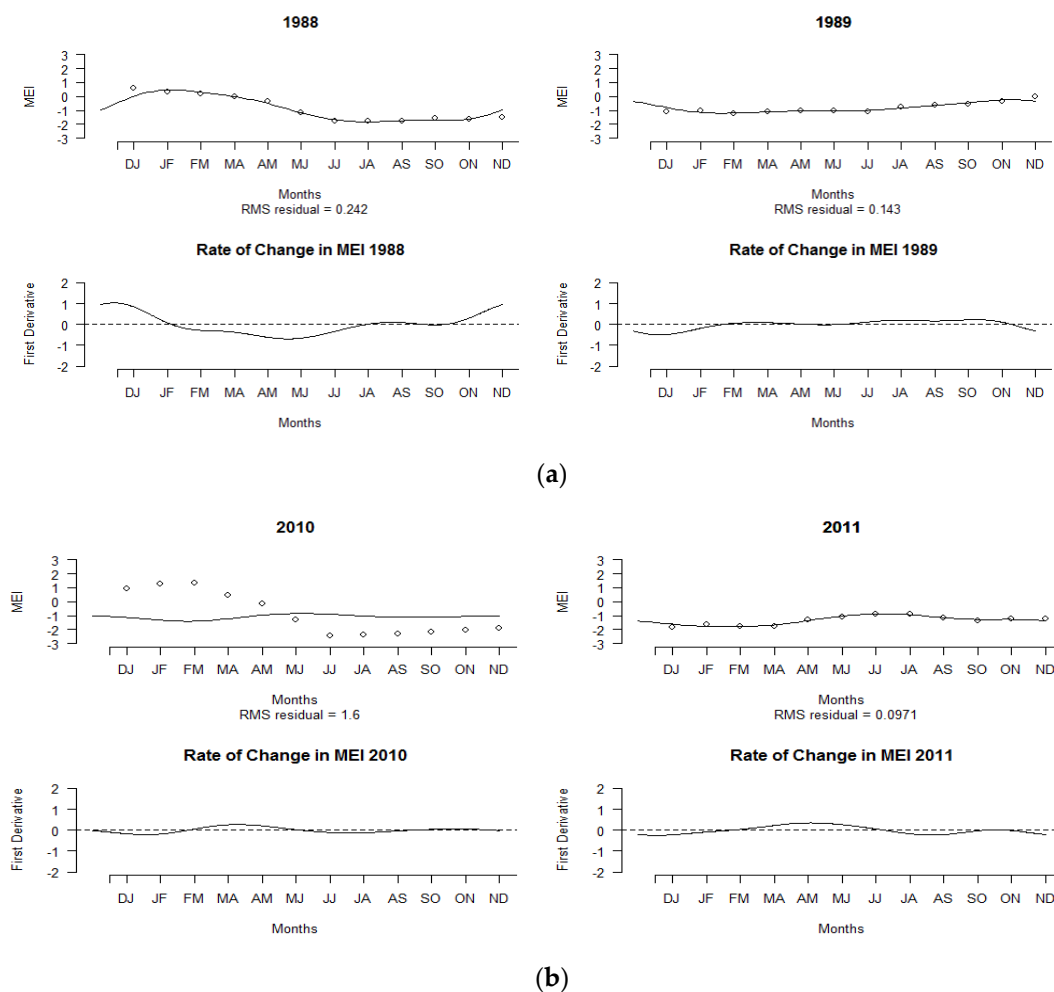 1988
3
2
1
0
-1
-2
-3
MEI
DJ JF FM MA AM MJ JJ JA AS SO ON ND
Months
RMS residual = 0.242
1989
3
2
1
0
-1
-2
-3
MEI
DJ JF FM MA AM MJ JJ JA AS SO ON ND
Months
RMS residual = 0.143
Rate of Change in MEI 1988
2
1
0
-1
-2
First Derivative
DJ JF FM MA AM MJ JJ JA AS SO ON ND
Months
Rate of Change in MEI 1989
2
1
0
-1
-2
First Derivative
DJ JF FM MA AM MJ JJ JA AS SO ON ND
Months
(a)
2010
3
2
1
0
-1
-2
-3
MEI
DJ JF FM MA AM MJ JJ JA AS SO ON ND
Months
RMS residual = 1.6
2011
3
2
1
0
-1
-2
-3
MEI
DJ JF FM MA AM MJ JJ JA AS SO ON ND
Months
RMS residual = 0.0971
Rate of Change in MEI 2010
2
1
0
-1
-2
First Derivative
DJ JF FM MA AM MJ JJ JA AS SO ON ND
Months
Rate of Change in MEI 2011
2
1
0
-1
-2
First Derivative
DJ JF FM MA AM MJ JJ JA AS SO ON ND
Months
(b)